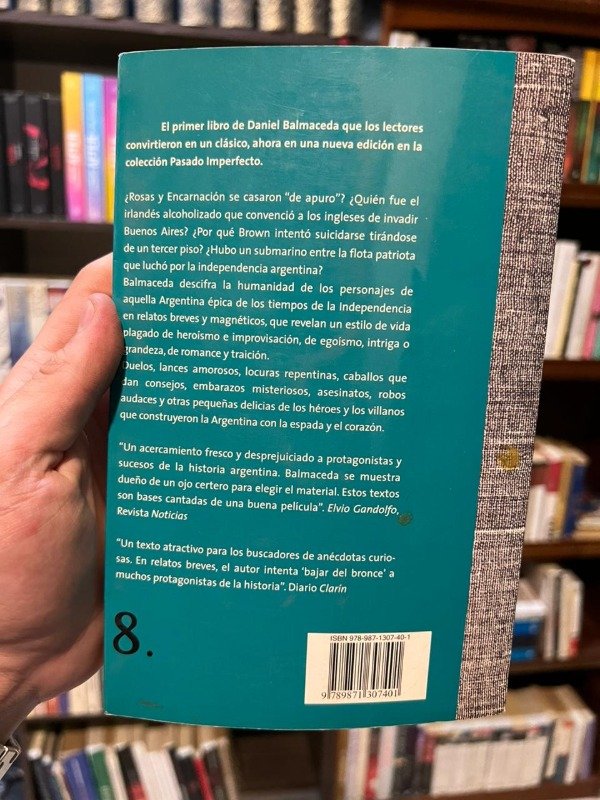 El primer libro de Daniel Balmaceda que los lectores
convirtieron en un clásico, ahora en una nueva edición en la
colección Pasado Imperfecto.
¿Rosas y Encarnación se casaron "de apuro"? ¿Quién fue el
irlandés alcoholizado que convenció a los ingleses de invadir
Buenos Aires? ¿Por qué Brown intentó suicidarse tirándose
de un tercer piso? ¿Hubo un submarino entre la flota patriota
que luchó por la independencia argentina?
Balmaceda descifra la humanidad de los personajes de
aquella Argentina épica de los tiempos de la Independencia
en relatos breves y magnéticos, que revelan un estilo de vida
plagado de heroísmo e improvisación, de egoísmo, intriga o
grandeza, de romance y traición.
Duelos, lances amorosos, locuras repentinas, caballos que
dan consejos, embarazos misteriosos, asesinatos, robos
audaces y otras pequeñas delicias de los héroes y los villanos
que construyeron la Argentina con la espada y el corazón.
"Un acercamiento fresco y desprejuiciado a protagonistas y
sucesos de la historia argentina. Balmaceda se muestra
dueño de un ojo certero para elegir el material. Estos textos
son bases cantadas de una buena película". Elvio Gandolfo,
Revista Noticias
"Un texto atractivo para los buscadores de anécdotas curio-
sas. En relatos breves, el autor intenta 'bajar del bronce' a
muchos protagonistas de la historia". Diario Clarín
8.
ISBN 978-987-1307-40-1
9 789871 307401